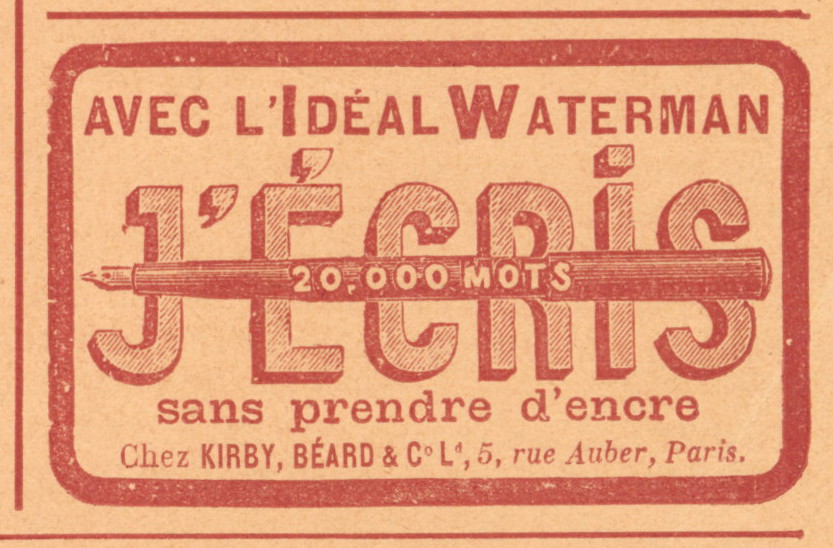 AVEC L'IDÉAL WATERMAN
J'ÉCRIS
20,000 MOTS
sans prendre d'encre
Chez KIRBY, BÉARD & Cº Lᵈ, 5, rue Auber, Paris.